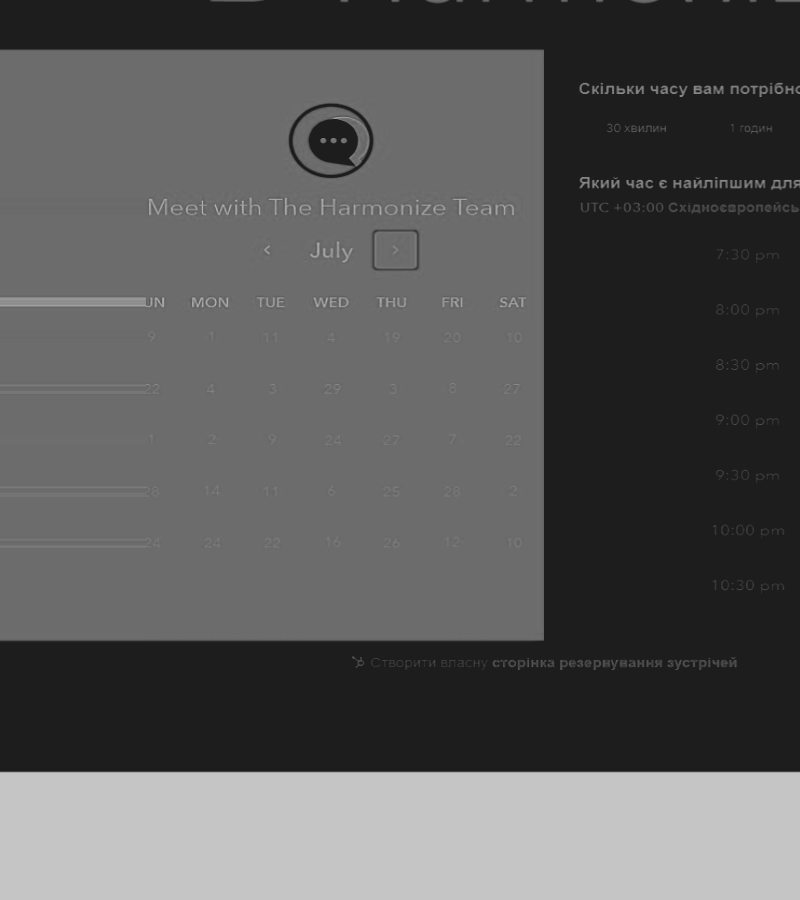 Meet with The Harmonize Team
July
UN MON TUE WED THU FRI SAT
9 1 11 4 19 20 10
22 4 3 29 3 8 27
1 2 9 24 27 7 22
28 14 11 6 25 28 2
24 24 22 16 26 12 10
Скільки часу вам потрібно
30 хвилин 1 годин
Який час є найліпшим для
UTC +03:00 Східноєвропейсь
7:30 pm
8:00 pm
8:30 pm
9:00 pm
9:30 pm
10:00 pm
10:30 pm
Створити власну сторінка резервування зустрічей